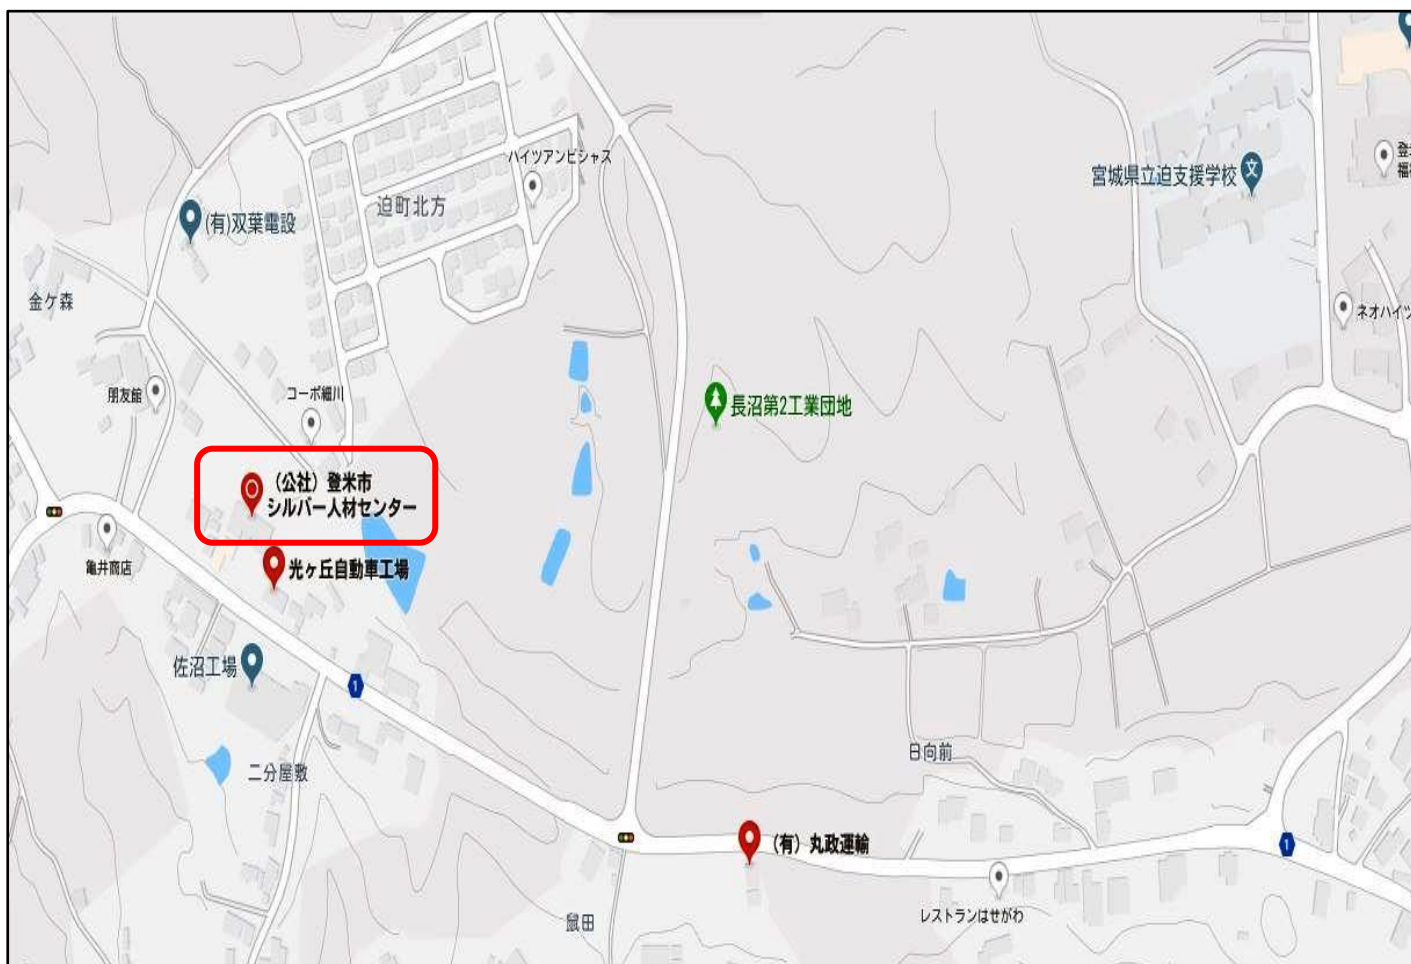 ハイツアンビシャス
登
福
宮城県立迫支援学校
文
迫町北方
(有)双葉電設
金ケ森
ネオハイツ
コーポ細川
朋友館
長沼第2工業団地
(公社) 登米市
シルバー人材センター
亀井商店
光ヶ丘自動車工場
佐沼工場
1
二分屋敷
日向前
(有) 丸政運輸
1
レストランはせがわ
鼠田